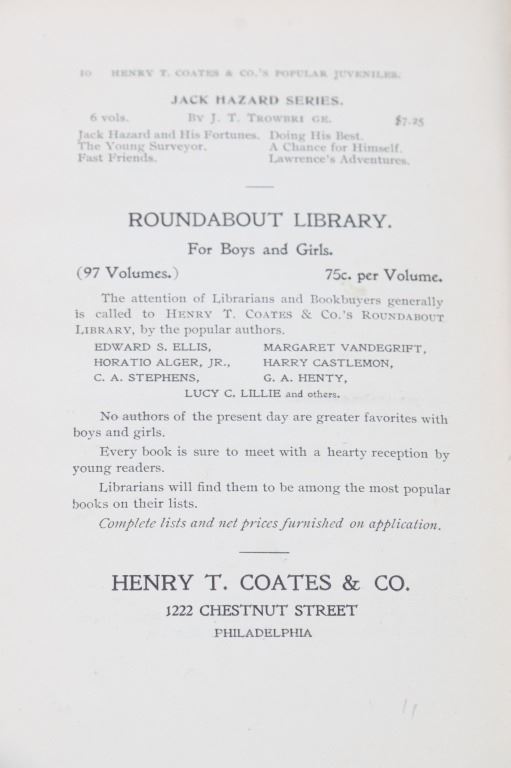 10 HENRY T. COATES & CO.'S POPULAR JUVENILES.
JACK HAZARD SERIES.
6 vols. BY J. T. TROWBRI GE. $7.25
Jack Hazard and His Fortunes. Doing His Best.
The Young Surveyor. A Chance for Himself.
Fast Friends. Lawrence's Adventures.
ROUNDABOUT LIBRARY.
For Boys and Girls.
(97 Volumes.) 75c. per Volume.
The attention of Librarians and Bookbuyers generally
is called to HENRY T. COATES & CO.'S ROUNDABOUT
LIBRARY, by the popular authors.
EDWARD S. ELLIS, MARGARET VANDEGRIFT,
HORATIO ALGER, JR., HARRY CASTLEMON,
C. A. STEPHENS, G. A. HENTY,
LUCY C. LILLIE and others.
No authors of the present day are greater favorites with
boys and girls.
Every book is sure to meet with a hearty reception by
young readers.
Librarians will find them to be among the most popular
books on their lists.
Complete lists and net prices furnished on application.
HENRY T. COATES & CO.
1222 CHESTNUT STREET
PHILADELPHIA